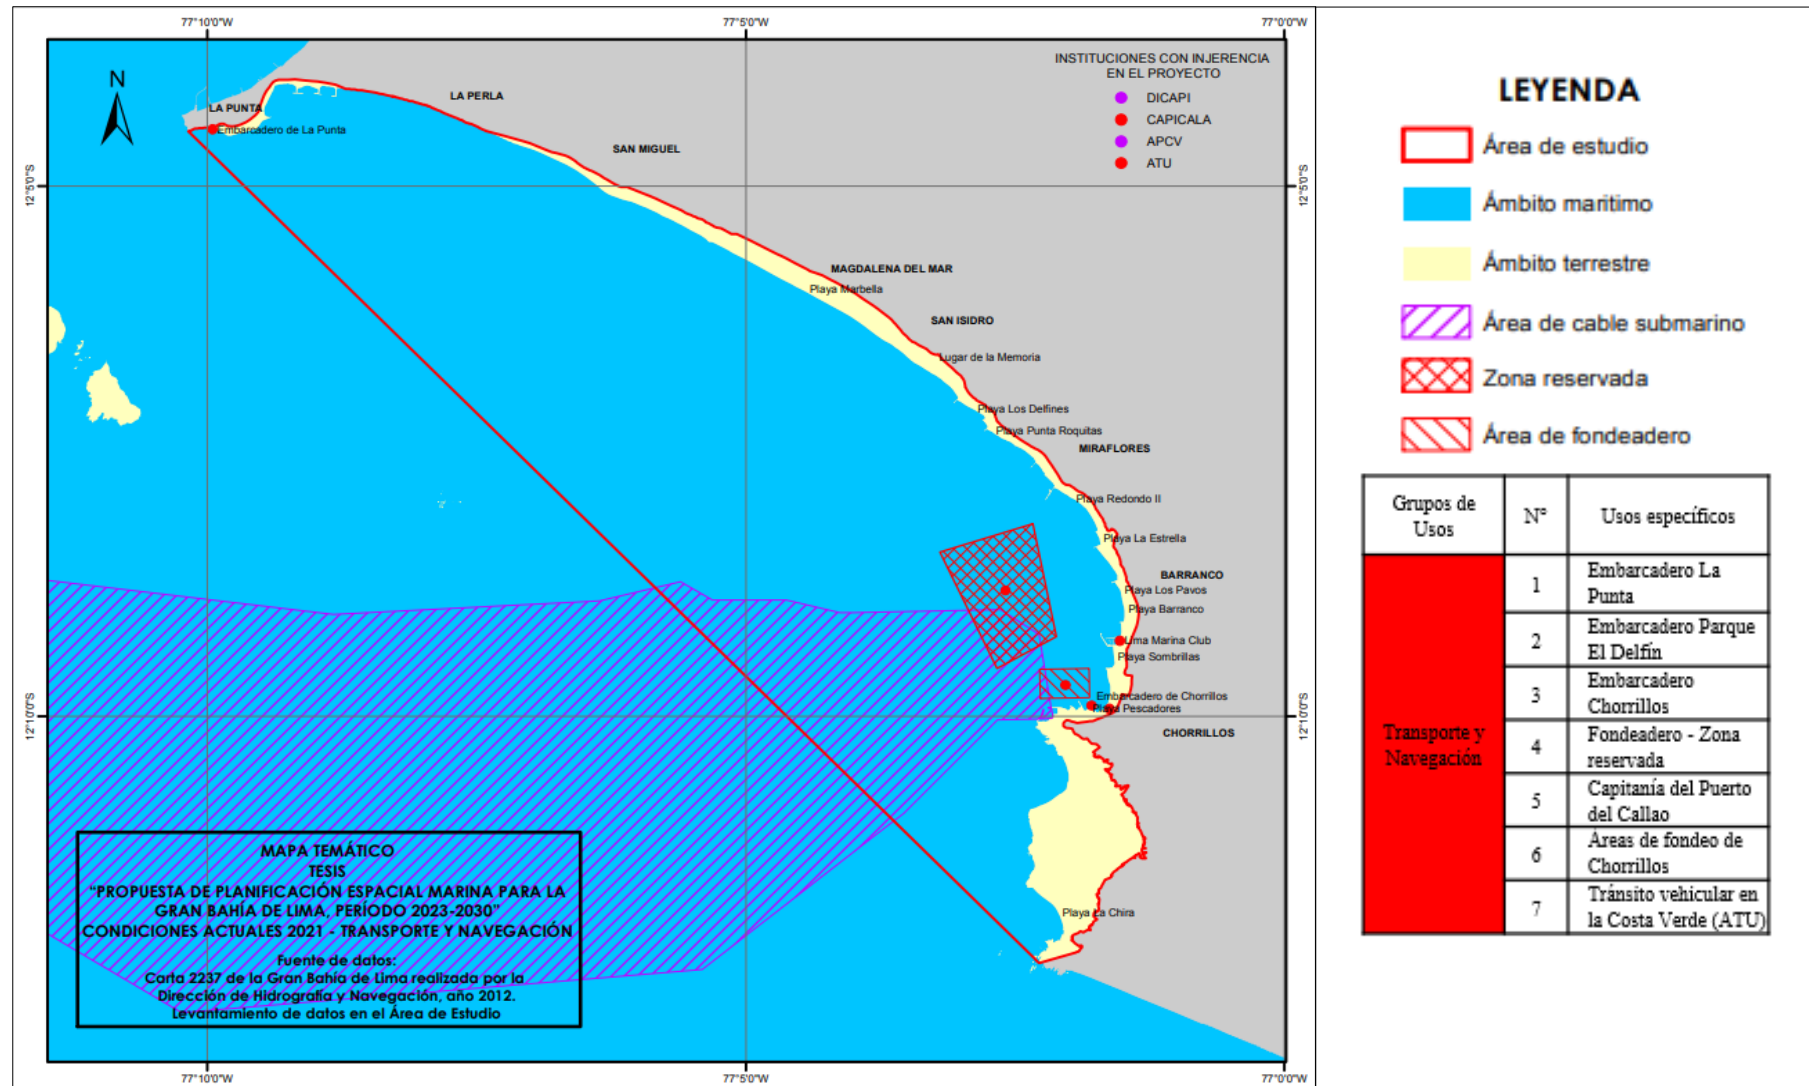 77°10'0"W
77°5'0"W
77°0'0"W
INSTITUCIONES CON INJERENCIA
EN EL PROYECTO
DICAPI
CAPICALA
APCV
ATU
N
LA PUNTA
Embarcadero de La Punta
LA PERLA
SAN MIGUEL
12°5'0"S
12°5'0"S
MAGDALENA DEL MAR
Playa Marbella
SAN ISIDRO
Lugar de la Memoria
Playa Los Delfines
Playa Punta Roquitas
MIRAFLORES
Playa Redondo II
Playa La Estrella
BARRANCO
Playa Los Pavos
Playa Barranco
Lima Marina Club
Playa Sombrillas
Embarcadero de Chorrillos
Playa Pescadores
12°10'0"S
12°10'0"S
CHORRILLOS
Playa La Chira
MAPA TEMÁTICO
TESIS
"PROPUESTA DE PLANIFICACIÓN ESPACIAL MARINA PARA LA
GRAN BAHÍA DE LIMA, PERÍODO 2023-2030"
CONDICIONES ACTUALES 2021 - TRANSPORTE Y NAVEGACIÓN
Fuente de datos:
Carta 2237 de la Gran Bahía de Lima realizada por la
Dirección de Hidrografía y Navegación, año 2012.
Levantamiento de datos en el Área de Estudio
77°10'0"W
77°5'0"W
77°0'0"W
LEYENDA
Área de estudio
Ámbito maritimo
Ámbito terrestre
Área de cable submarino
Zona reservada
Área de fondeadero
Grupos de
Usos
N°
Usos específicos
Transporte y
Navegación
1
Embarcadero La
Punta
2
Embarcadero Parque
El Delfín
3
Embarcadero
Chorrillos
4
Fondeadero - Zona
reservada
5
Capitanía del Puerto
del Callao
6
Áreas de fondeo de
Chorrillos
7
Tránsito vehicular en
la Costa Verde (ATU)